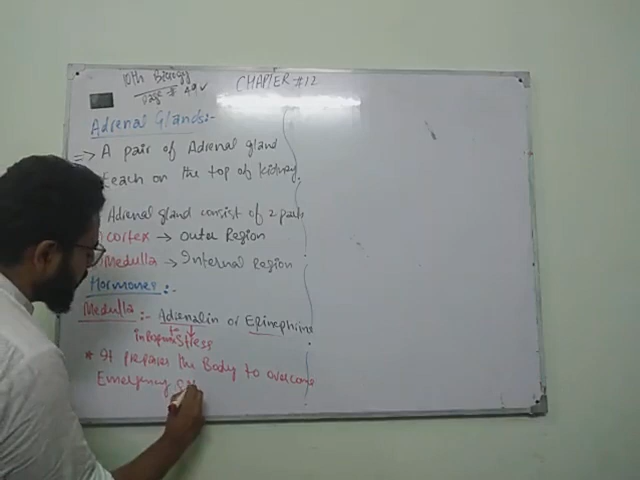 10th Biology
CHAPTER #12
Adrenal Glands:-
=> A pair of Adrenal gland
each on the top of kidney.
Adrenal gland consist of 2 parts
cortex → outer Region
Medulla → Internal Region
Hormones:-
Medulla :- Adrenalin or Epinephrine
stress
* It prepares the Body to overcome
Emergency